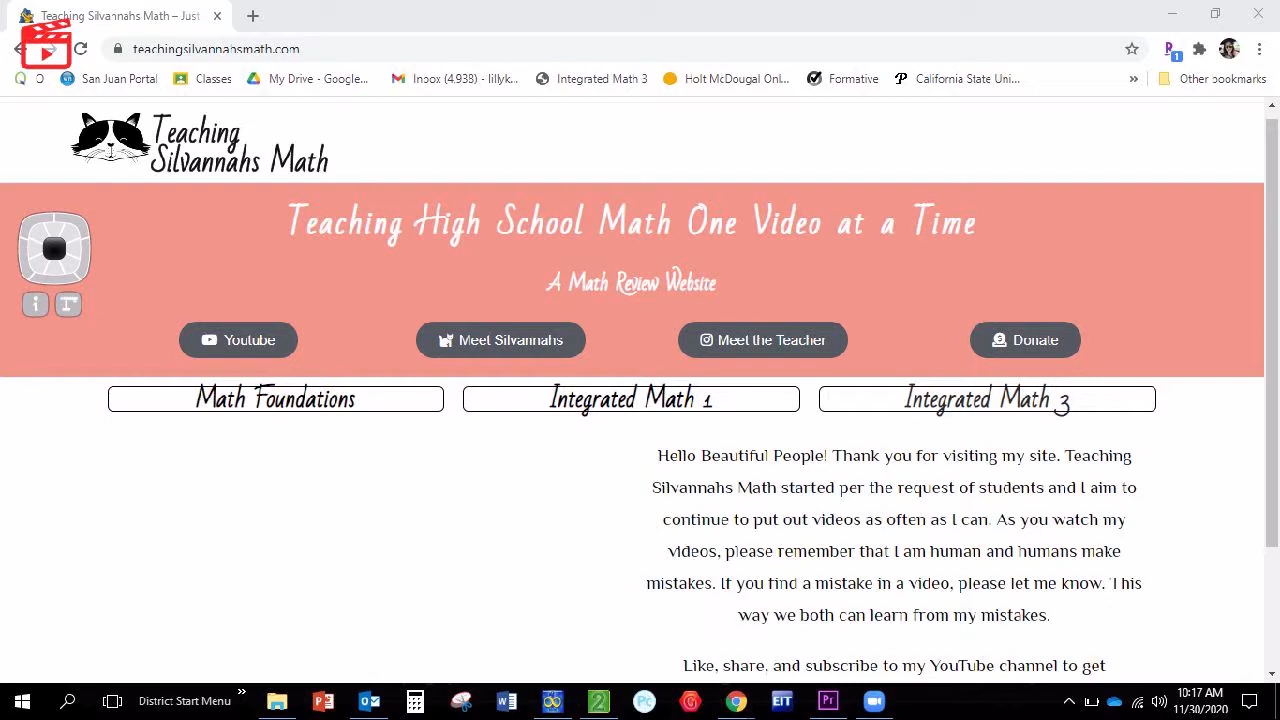 Teaching Silvannahs Math – Just
teachingsilvannahsmath.com
1
San Juan Portal
Classes
My Drive - Google...
Inbox (4,938) - lillyk...
Integrated Math 3
Holt McDougal Onl...
Formative
California State Uni...
»
Other bookmarks
Teaching
Silvannahs Math
Teaching High School Math One Video at a Time
A Math Review Website
Youtube
Meet Silvannahs
Meet the Teacher
Donate
Math Foundations
Integrated Math 1
Integrated Math 3
Hello Beautiful People! Thank you for visiting my site. Teaching
Silvannahs Math started per the request of students and I aim to
continue to put out videos as often as I can. As you watch my
videos, please remember that I am human and humans make
mistakes. If you find a mistake in a video, please let me know. This
way we both can learn from my mistakes.
Like, share, and subscribe to my YouTube channel to get
District Start Menu
»
EIT
Pr
10:17 AM
11/30/2020